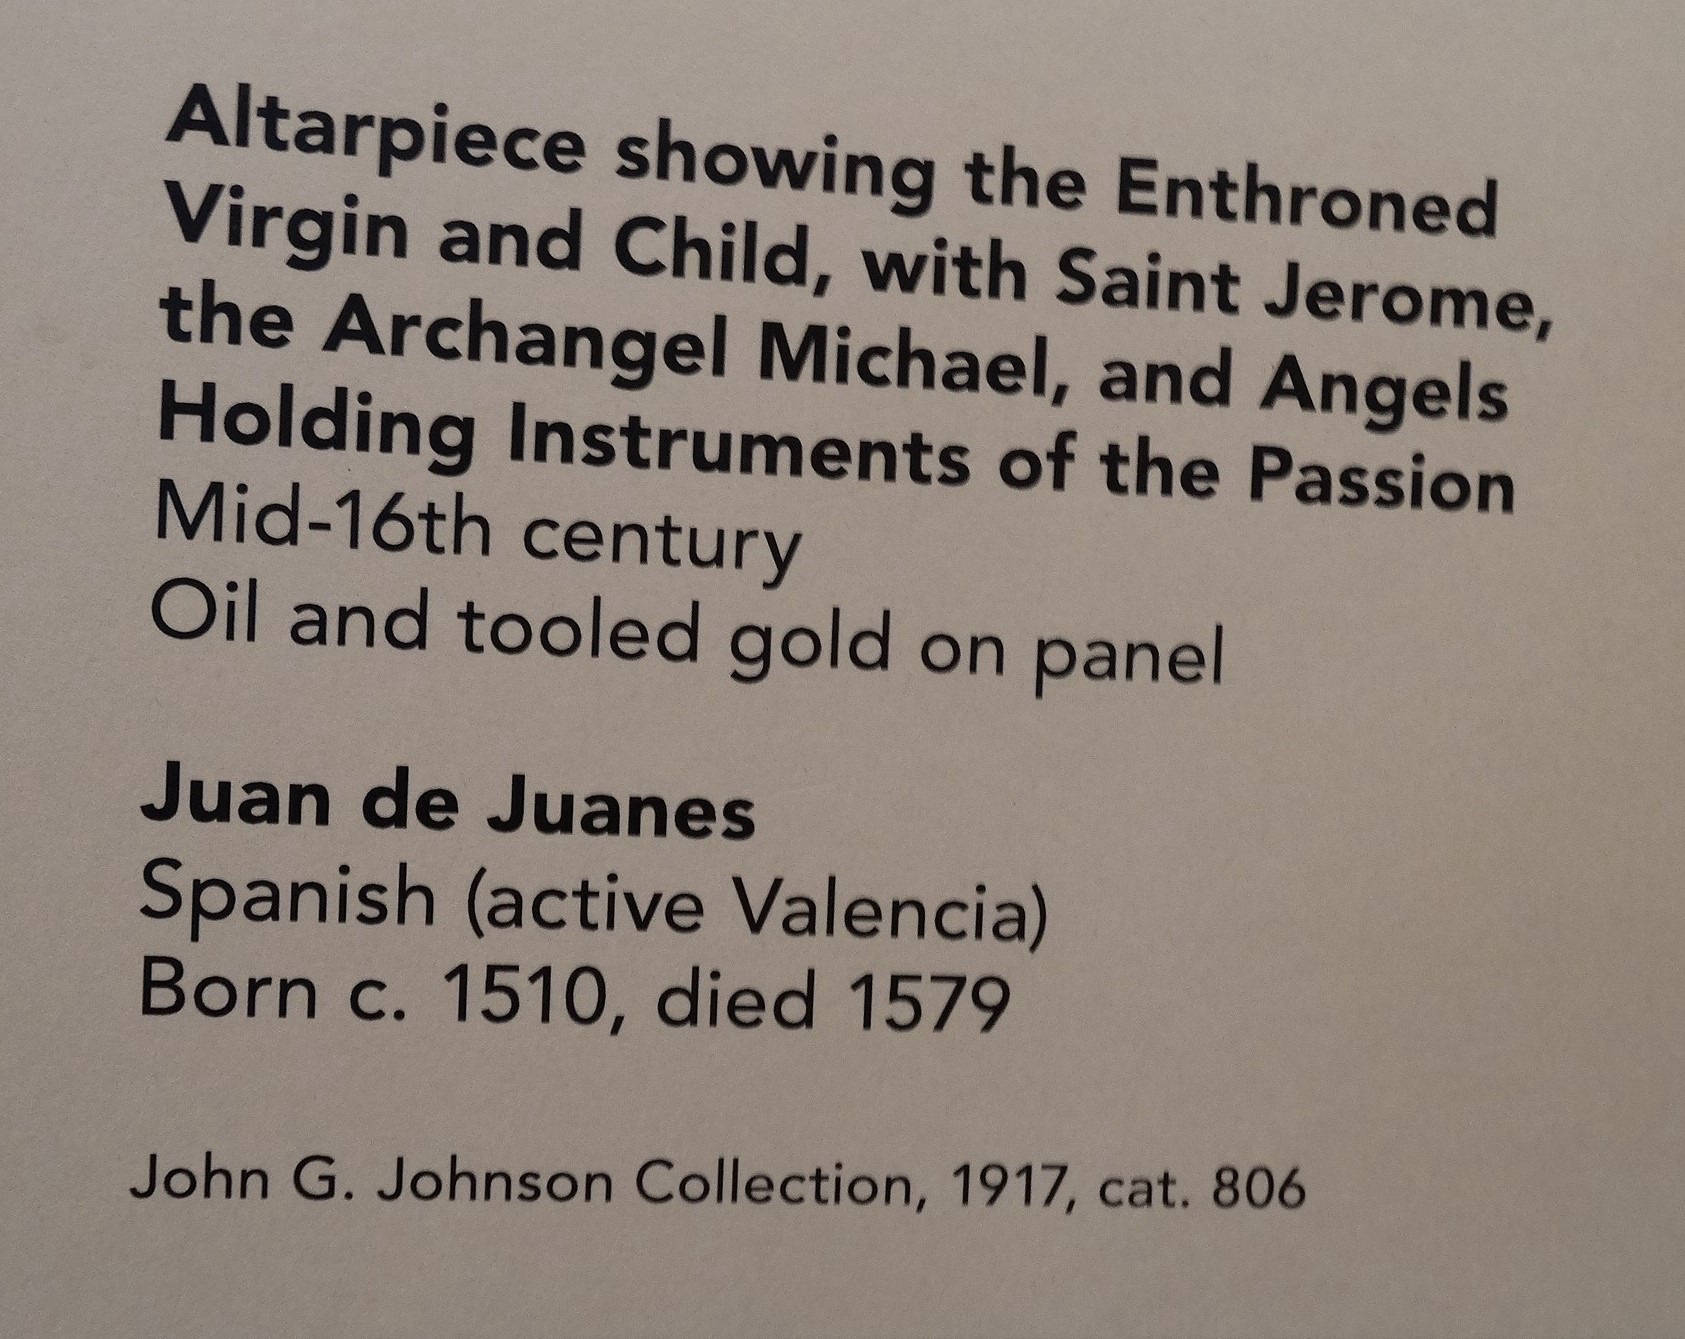 Altarpiece showing the Enthroned
Virgin and Child, with Saint Jerome,
the Archangel Michael, and Angels
Holding Instruments of the Passion
Mid-16th century
Oil and tooled gold on panel
Juan de Juanes
Spanish (active Valencia)
Born c. 1510, died 1579
John G. Johnson Collection, 1917, cat. 806